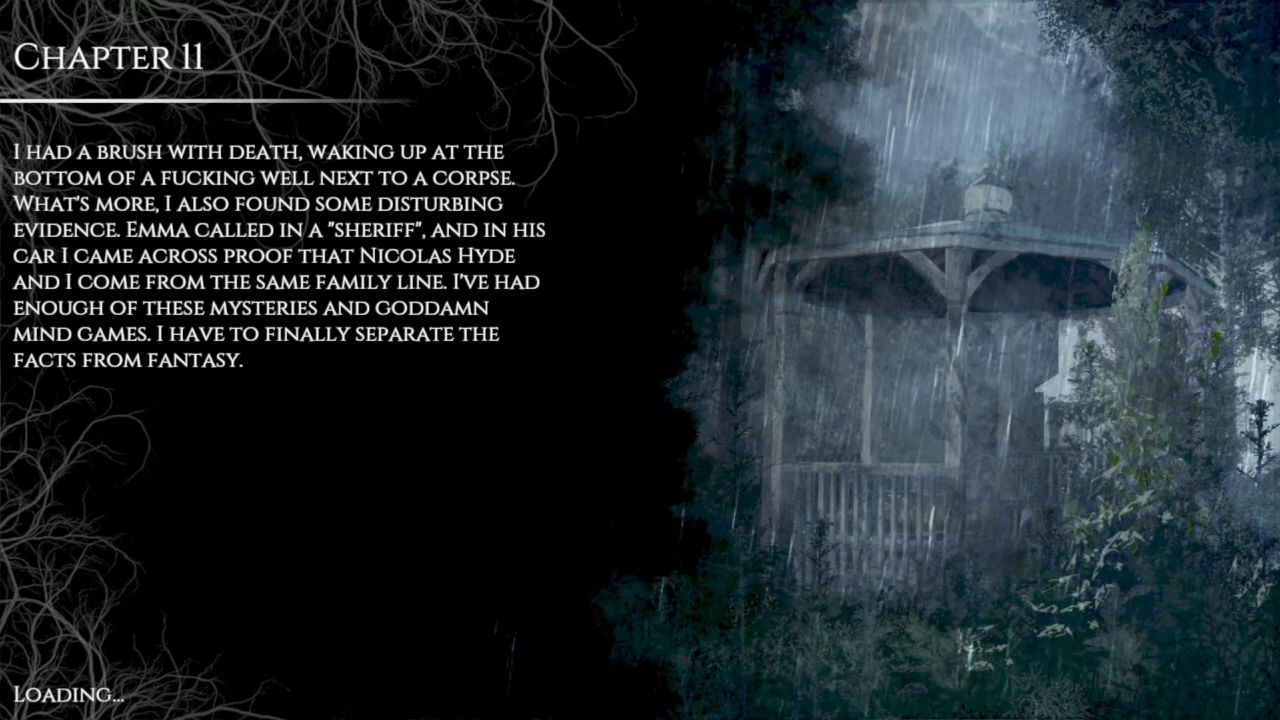 Chapter 11
I had a brush with death, waking up at the
bottom of a fucking well next to a corpse.
What's more, I also found some disturbing
evidence. Emma called in a "sheriff", and in his
car I came across proof that Nicolas Hyde
and I come from the same family line. I've had
enough of these mysteries and goddamn
mind games. I have to finally separate the
facts from fantasy.
Loading...